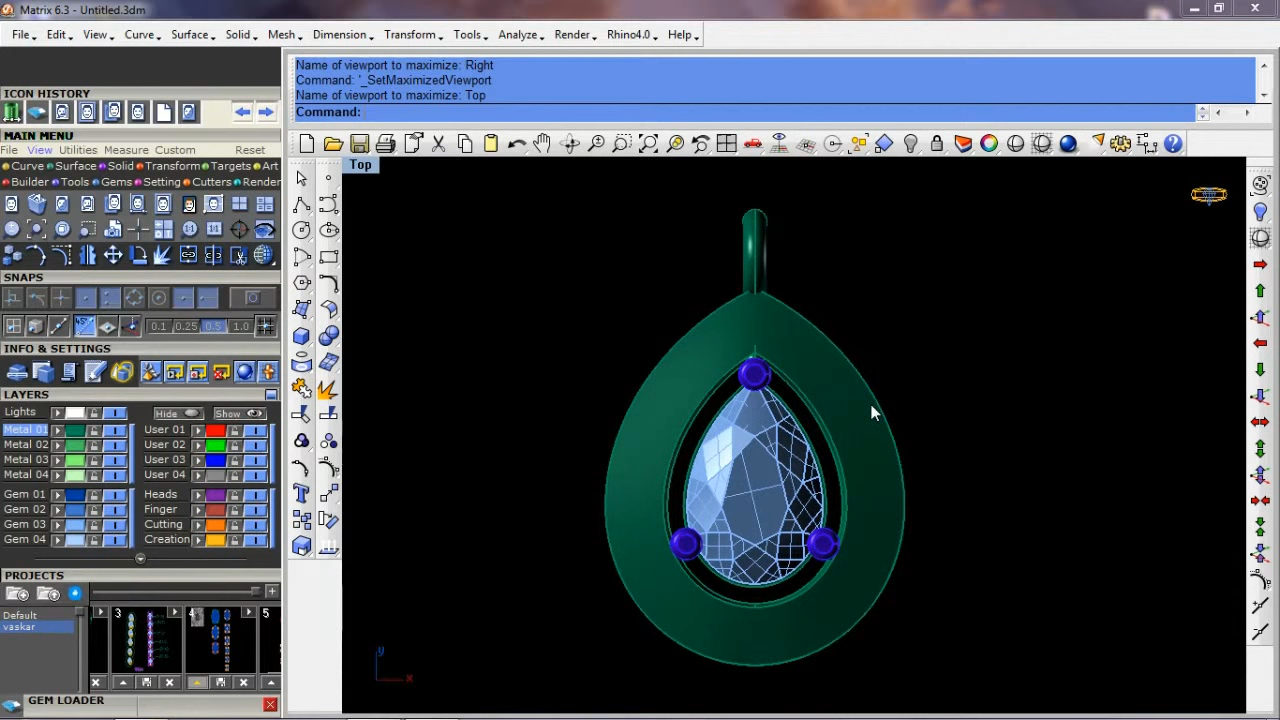 Matrix 6.3 - Untitled.3dm
File Edit View Curve Surface Solid Mesh Dimension Transform Tools Analyze Render Rhino4.0 Help
Name of viewport to maximize: Right
Command: '_SetMaximizedViewport
Name of viewport to maximize: Top
Command:
ICON HISTORY
MAIN MENU
File View Utilities Measure Custom Reset
Curve Surface Solid Transform Targets Art
Builder Tools Gems Setting Cutters Render
Top
SNAPS
45°
0.1 0.25 0.5 1.0
INFO & SETTINGS
LAYERS
Lights Hide Show
Metal 01 User 01
Metal 02 User 02
Metal 03 User 03
Metal 04 User 04
Gem 01 Heads
Gem 02 Finger
Gem 03 Cutting
Gem 04 Creation
PROJECTS
Default
vaskar
3 4 5
GEM LOADER
y
x